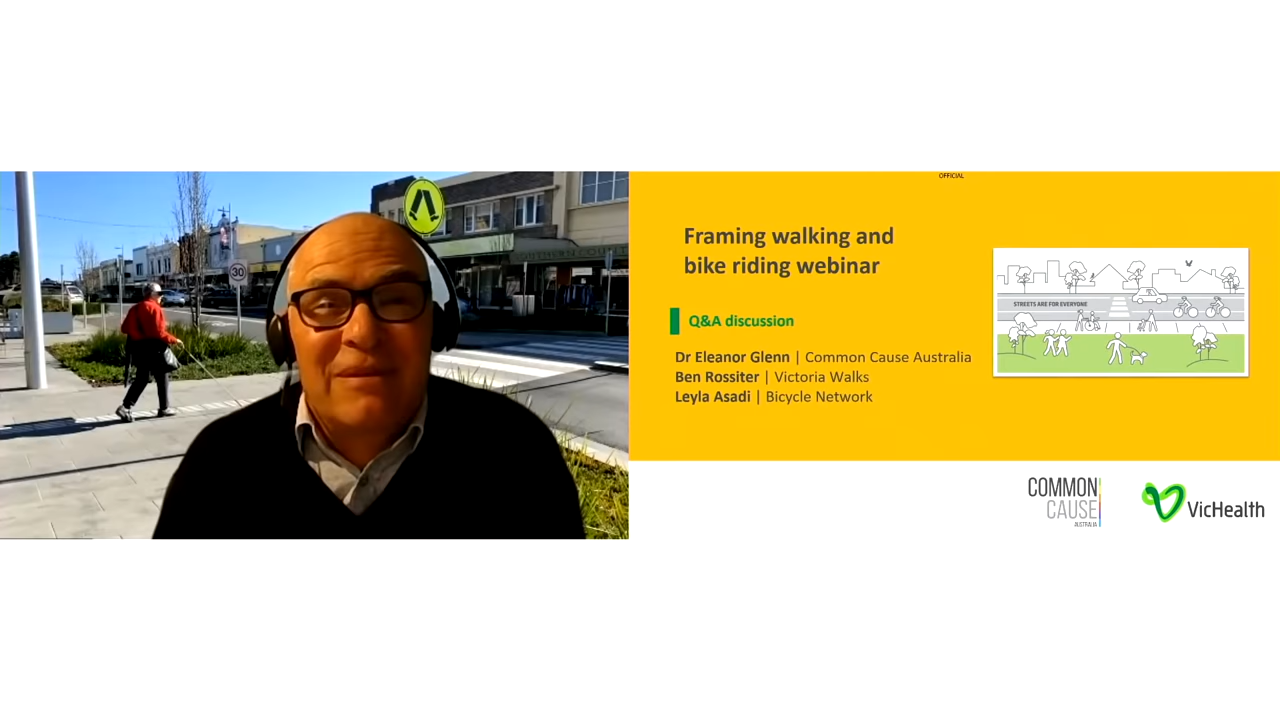 30
OFFICIAL
Framing walking and
bike riding webinar
Q&A discussion
Dr Eleanor Glenn | Common Cause Australia
Ben Rossiter | Victoria Walks
Leyla Asadi | Bicycle Network
STREETS ARE FOR EVERYONE
COMMON
CAUSE
AUSTRALIA
VicHealth